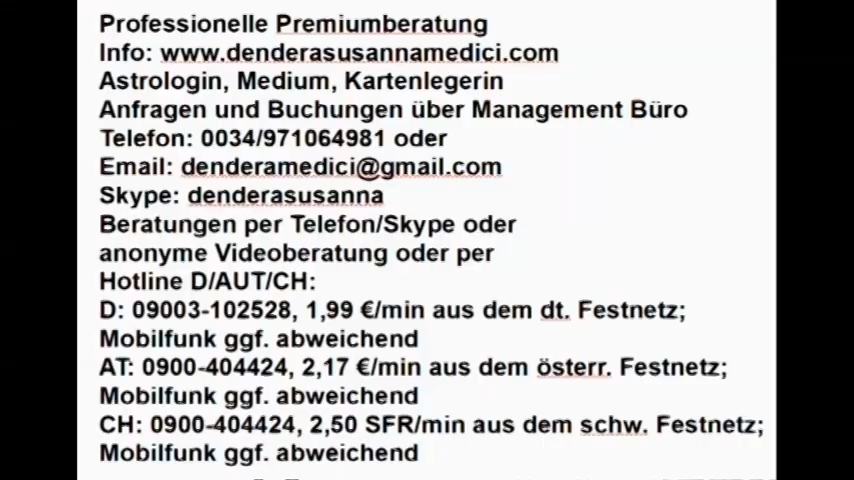 Professionelle Premiumberatung
Info: www.denderasusannamedici.com
Astrologin, Medium, Kartenlegerin
Anfragen und Buchungen über Management Büro
Telefon: 0034/971064981 oder
Email: denderamedici@gmail.com
Skype: denderasusanna
Beratungen per Telefon/Skype oder
anonyme Videoberatung oder per
Hotline D/AUT/CH:
D: 09003-102528, 1,99 €/min aus dem dt. Festnetz;
Mobilfunk ggf. abweichend
AT: 0900-404424, 2,17 €/min aus dem österr. Festnetz;
Mobilfunk ggf. abweichend
CH: 0900-404424, 2,50 SFR/min aus dem schw. Festnetz;
Mobilfunk ggf. abweichend